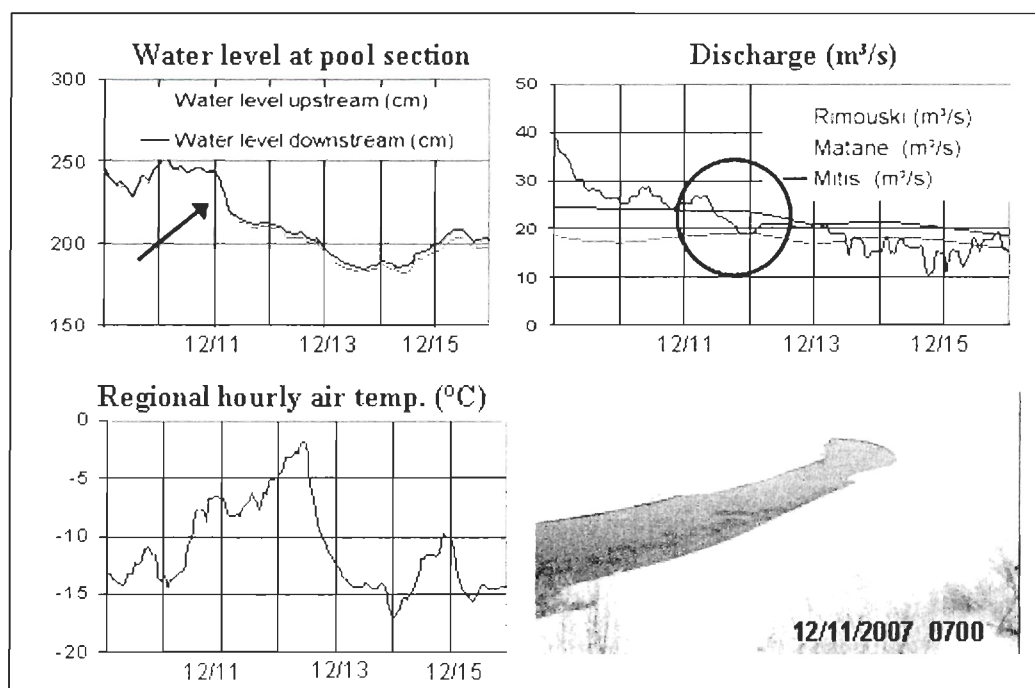 Water level at pool section
300
250
200
150
Water level upstream (cm)
Water level downstream (cm)
12/11 12/13 12/15
Discharge (m³/s)
50
40
30
20
10
0
Rimouski (m³/s)
Matane (m³/s)
Mitis (m³/s)
12/11 12/13 12/15
Regional hourly air temp. (ºC)
0
-5
-10
-15
-20
12/11 12/13 12/15
12/11/2007 0700